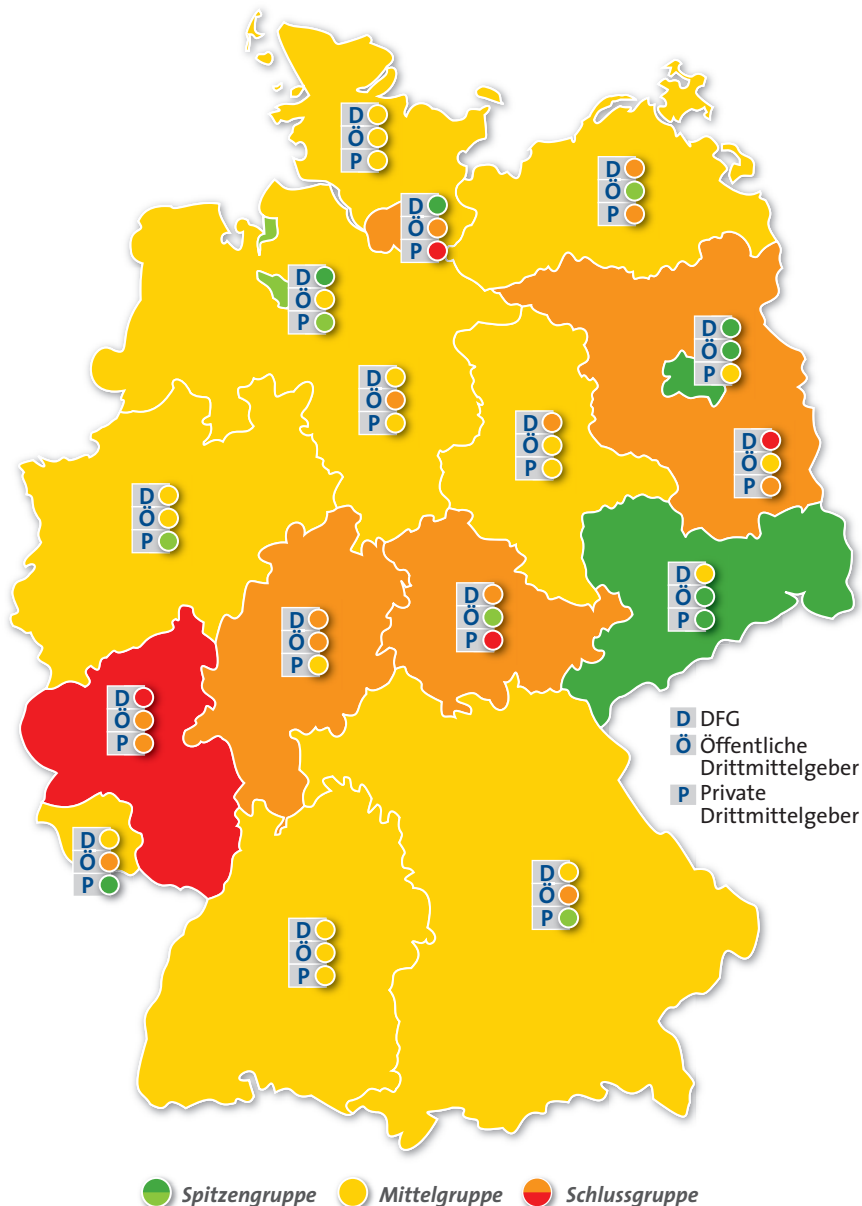 D
Ö
P
D
Ö
P
D
Ö
P
D
Ö
P
D
Ö
P
D
Ö
P
D
Ö
P
D
Ö
P
D
Ö
P
D
Ö
P
D
Ö
P
D
Ö
P
D
Ö
P
D DFG
Ö Öffentliche
Drittmittelgeber
P Private
Drittmittelgeber
D
Ö
P
D
Ö
P
D
Ö
P
Spitzengruppe Mittelgruppe Schlussgruppe